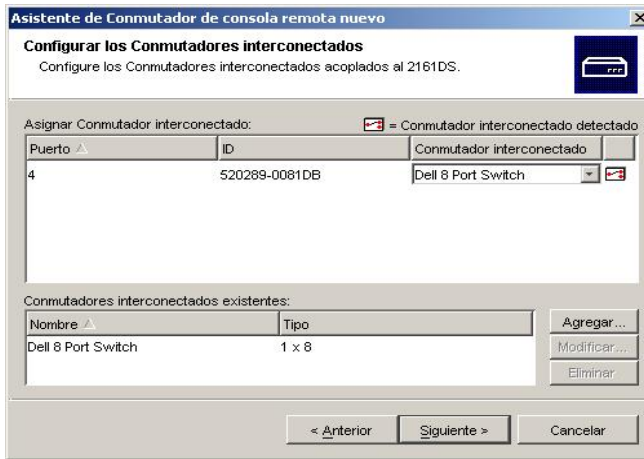 Asistente de Conmutador de consola remota nuevo
Configurar los Conmutadores interconectados
Configure los Conmutadores interconectados acoplados al 2161DS.
Asignar Conmutador interconectado:
= Conmutador interconectado detectado
Puerto ID Conmutador interconectado
4 520289-0081DB Dell 8 Port Switch
Conmutadores interconectados existentes:
Nombre Tipo
Dell 8 Port Switch 1 x 8
Agregar...
Modificar...
Eliminar
< Anterior Siguiente > Cancelar